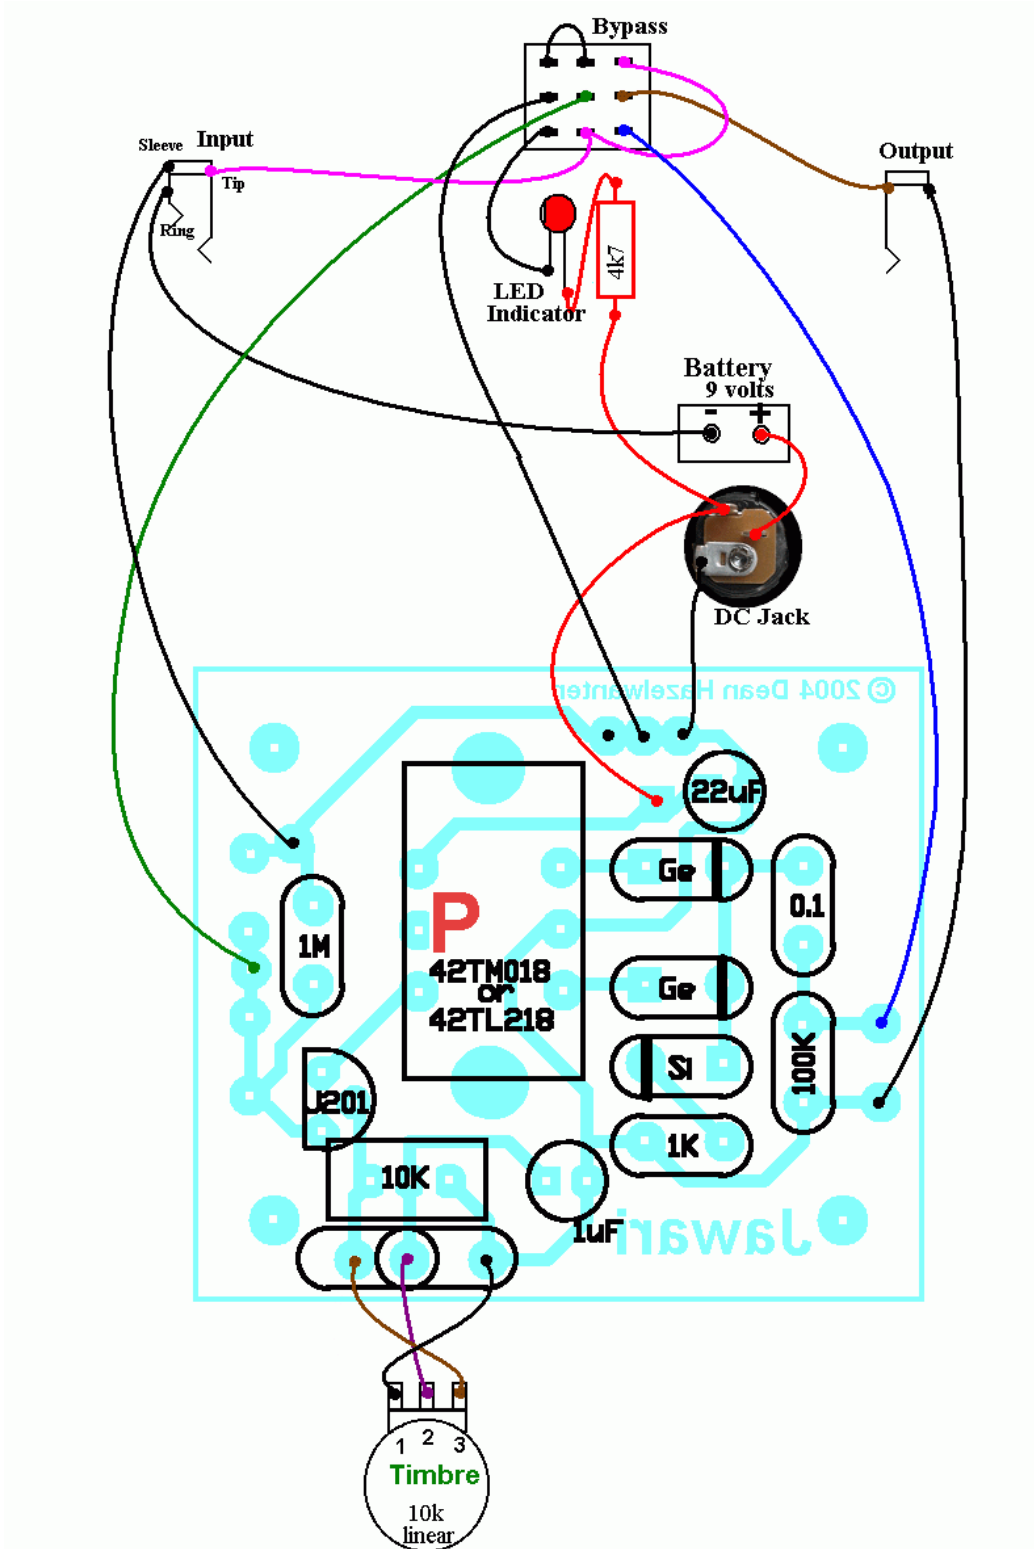 Bypass
Sleeve
Input
Tip
Ring
Output
4k7
LED
Indicator
Battery
9 volts
- +
DC Jack
© 2004 Dean Hazelwanter
22uF
Ge
0.1
P
1M
42TM018
or
42TL218
Ge
Si
100K
J201
1K
10K
1uF
Jawari
1 2 3
Timbre
10k
linear